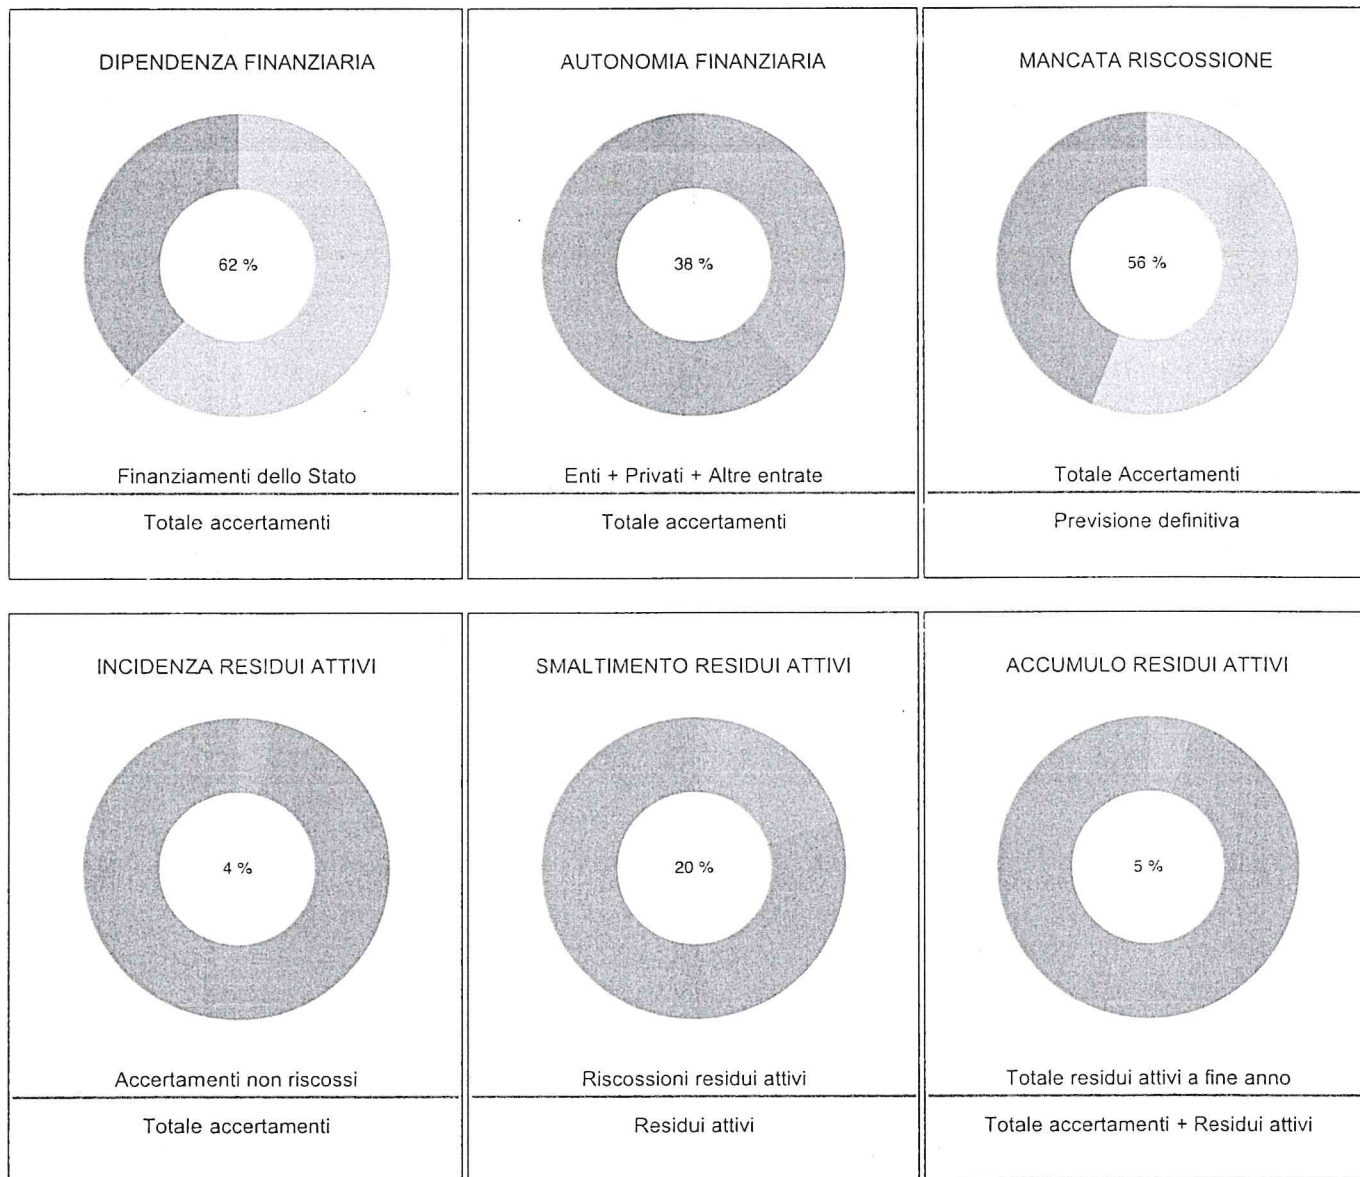 DIPENDENZA FINANZIARIA
62 %
Finanziamenti dello Stato
Totale accertamenti
AUTONOMIA FINANZIARIA
38 %
Enti + Privati + Altre entrate
Totale accertamenti
MANCATA RISCOSSIONE
56 %
Totale Accertamenti
Previsione definitiva
INCIDENZA RESIDUI ATTIVI
4 %
Accertamenti non riscossi
Totale accertamenti
SMALTIMENTO RESIDUI ATTIVI
20 %
Riscossioni residui attivi
Residui attivi
ACCUMULO RESIDUI ATTIVI
5 %
Totale residui attivi a fine anno
Totale accertamenti + Residui attivi